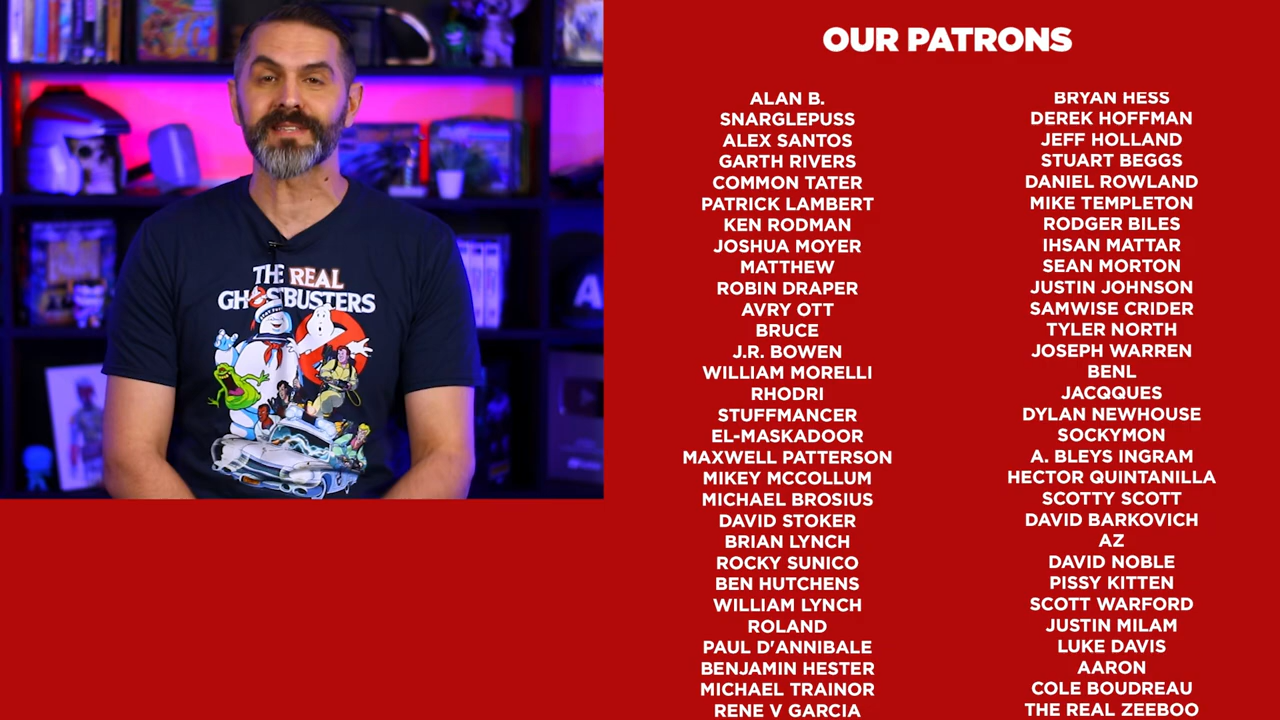 OUR PATRONS
ALAN B.
SNARGLEPUSS
ALEX SANTOS
GARTH RIVERS
COMMON TATER
PATRICK LAMBERT
KEN RODMAN
JOSHUA MOYER
MATTHEW
ROBIN DRAPER
AVRY OTT
BRUCE
J.R. BOWEN
WILLIAM MORELLI
RHODRI
STUFFMANCER
EL-MASKADOOR
MAXWELL PATTERSON
MIKEY MCCOLLUM
MICHAEL BROSIUS
DAVID STOKER
BRIAN LYNCH
ROCKY SUNICO
BEN HUTCHENS
WILLIAM LYNCH
ROLAND
PAUL D'ANNIBALE
BENJAMIN HESTER
MICHAEL TRAINOR
RENE V GARCIA
BRYAN HESS
DEREK HOFFMAN
JEFF HOLLAND
STUART BEGGS
DANIEL ROWLAND
MIKE TEMPLETON
RODGER BILES
IHSAN MATTAR
SEAN MORTON
JUSTIN JOHNSON
SAMWISE CRIDER
TYLER NORTH
JOSEPH WARREN
BENL
JACQQUES
DYLAN NEWHOUSE
SOCKYMON
A. BLEYS INGRAM
HECTOR QUINTANILLA
SCOTTY SCOTT
DAVID BARKOVICH
AZ
DAVID NOBLE
PISSY KITTEN
SCOTT WARFORD
JUSTIN MILAM
LUKE DAVIS
AARON
COLE BOUDREAU
THE REAL ZEEBOO
THE REAL
GHOSTBUSTERS